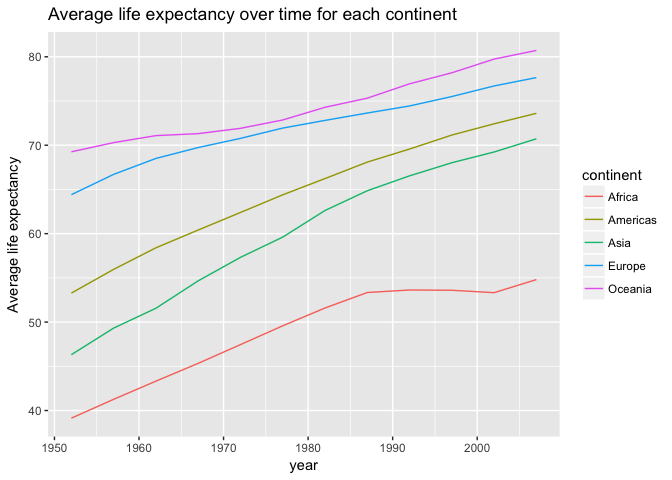 Average life expectancy over time for each continent
Average life expectancy
80
70
60
50
40
1950
1960
1970
1980
1990
2000
year
continent
Africa
Americas
Asia
Europe
Oceania